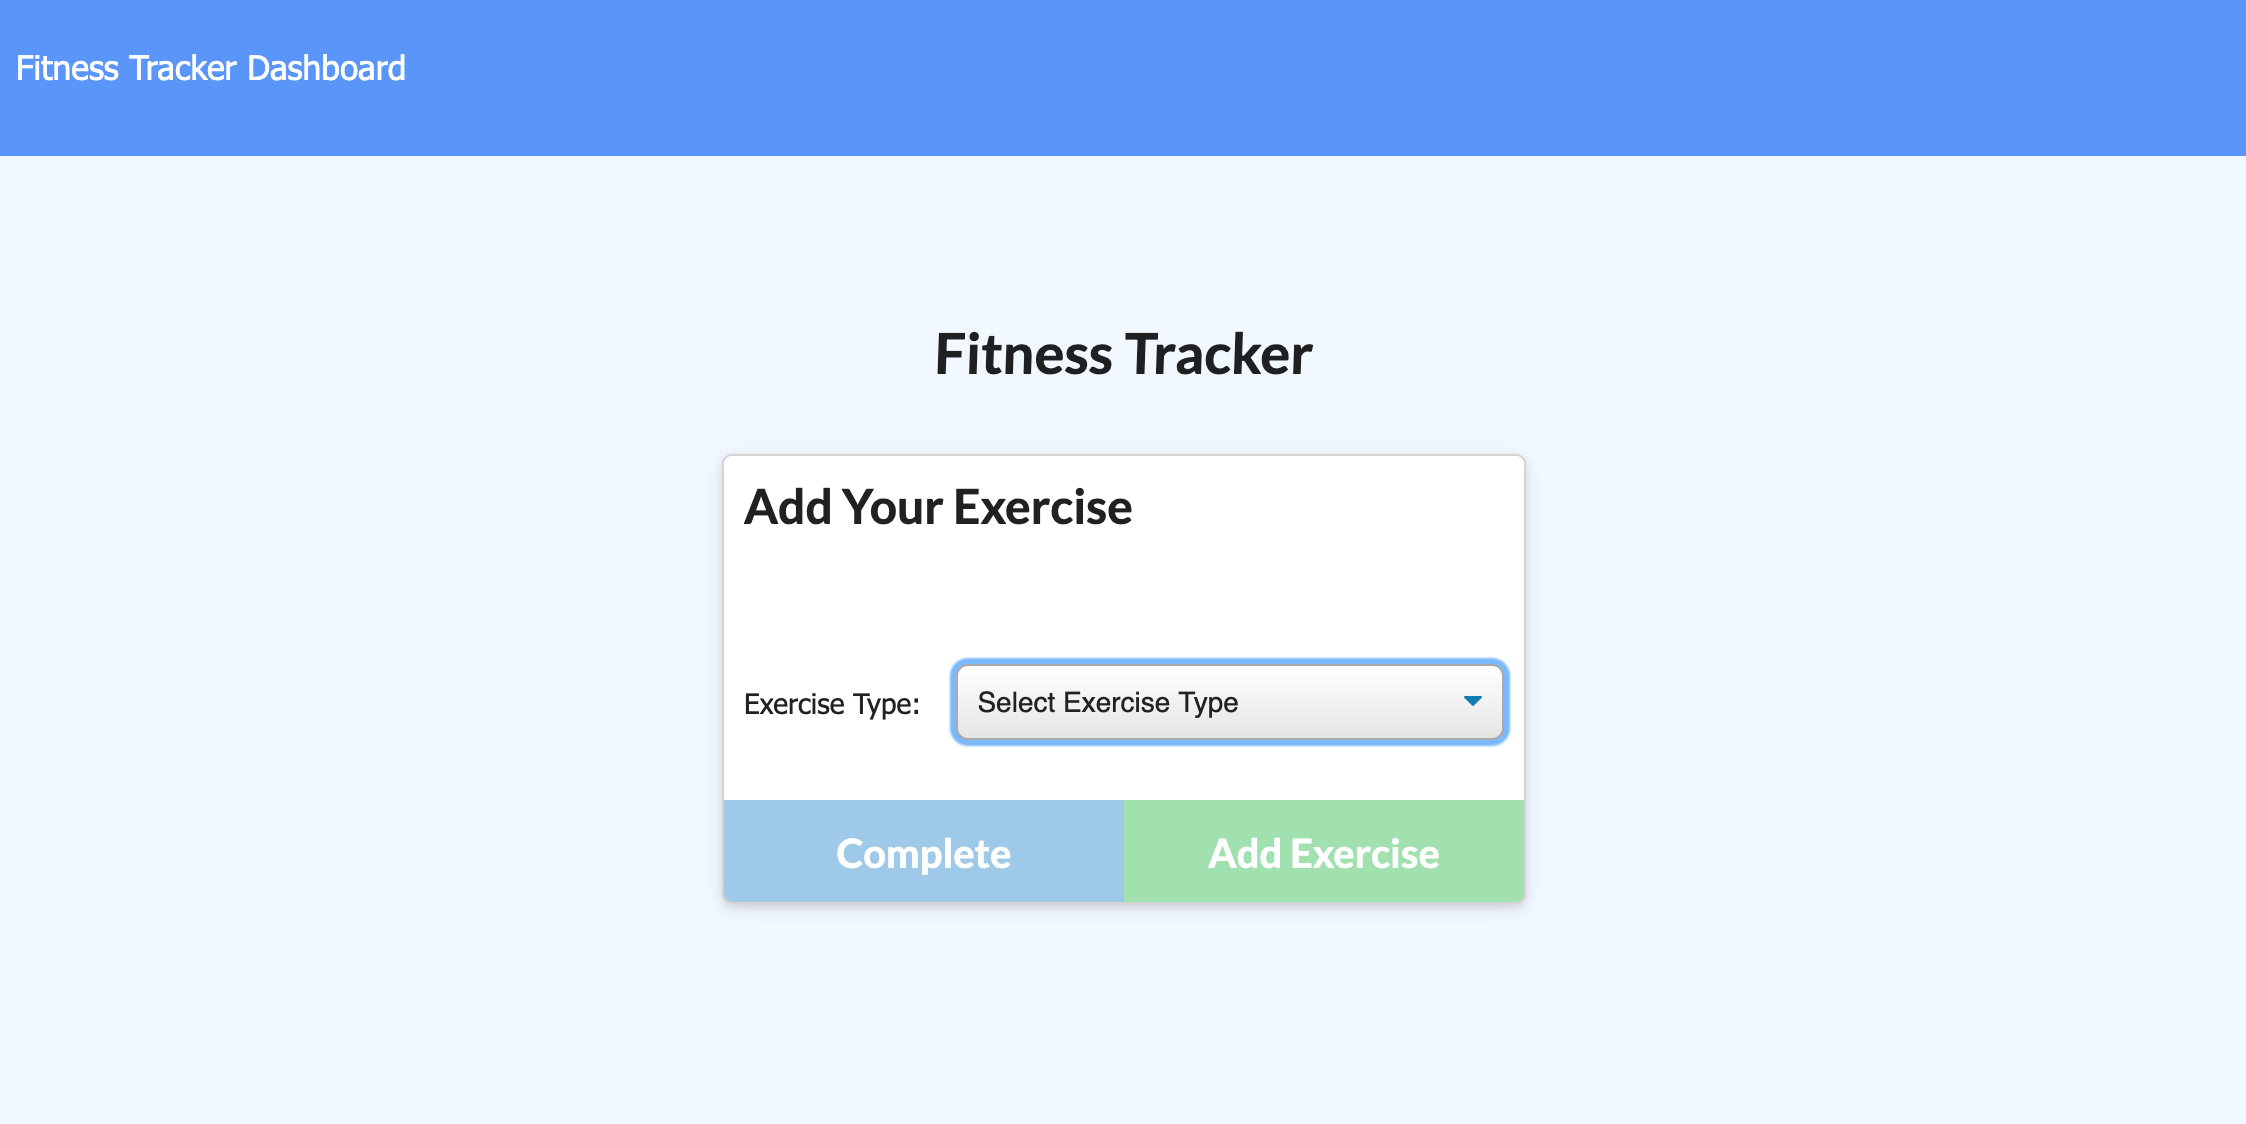 Fitness Tracker Dashboard
Fitness Tracker
Add Your Exercise
Exercise Type: Select Exercise Type
Complete Add Exercise